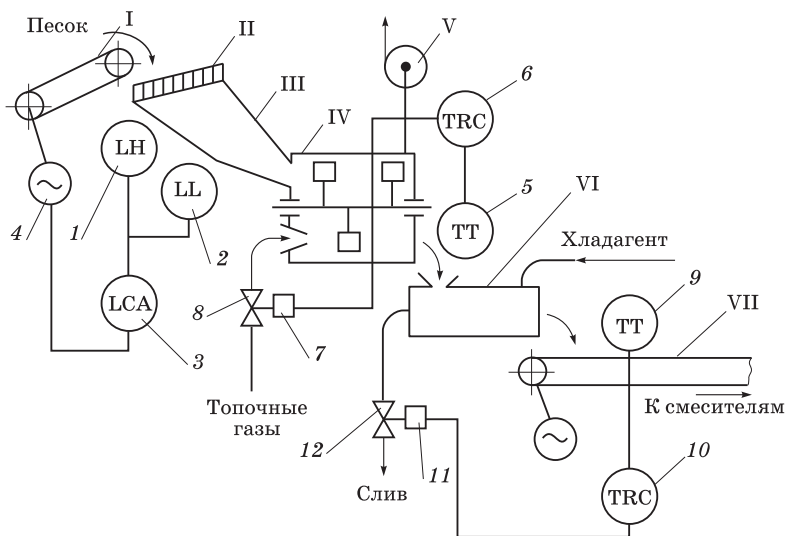 Песок
I
II
III
IV
V
6
LH
LL
TRC
5
VI
TT
Хладагент
4
1
2
9
VII
8
LCA
3
7
TT
Топочные
газы
К смесителям
12
11
10
Слив
TRC